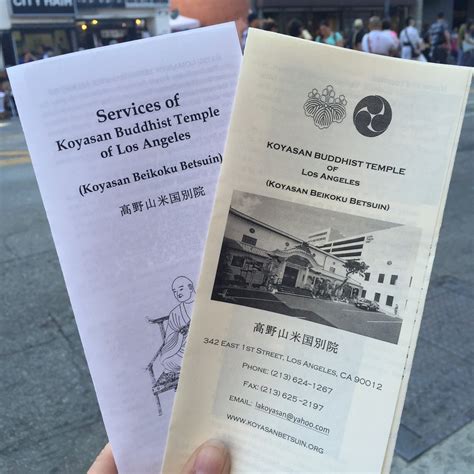 CITY HAIR
Services of
Koyasan Buddhist Temple
of Los Angeles
(Koyasan Beikoku Betsuin)
高野山米国別院
KOYASAN BUDDHIST TEMPLE
OF
LOS ANGELES
(KOYASAN BEIKOKU BETSUIN)
高野山米国別院
342 EAST 1ST STREET, LOS ANGELES, CA 90012
PHONE: (213) 624-1267
FAX: (213) 625-2197
EMAIL: lakoyasan@yahoo.com
WWW.KOYASANBETSUIN.ORG